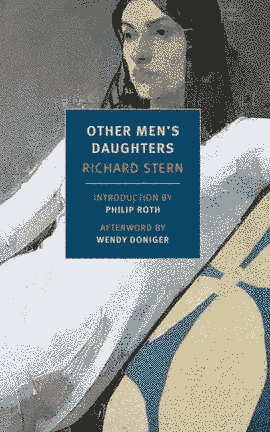 OTHER MEN'S
DAUGHTERS
RICHARD STERN
INTRODUCTION BY
PHILIP ROTH
AFTERWORD BY
WENDY DONIGER